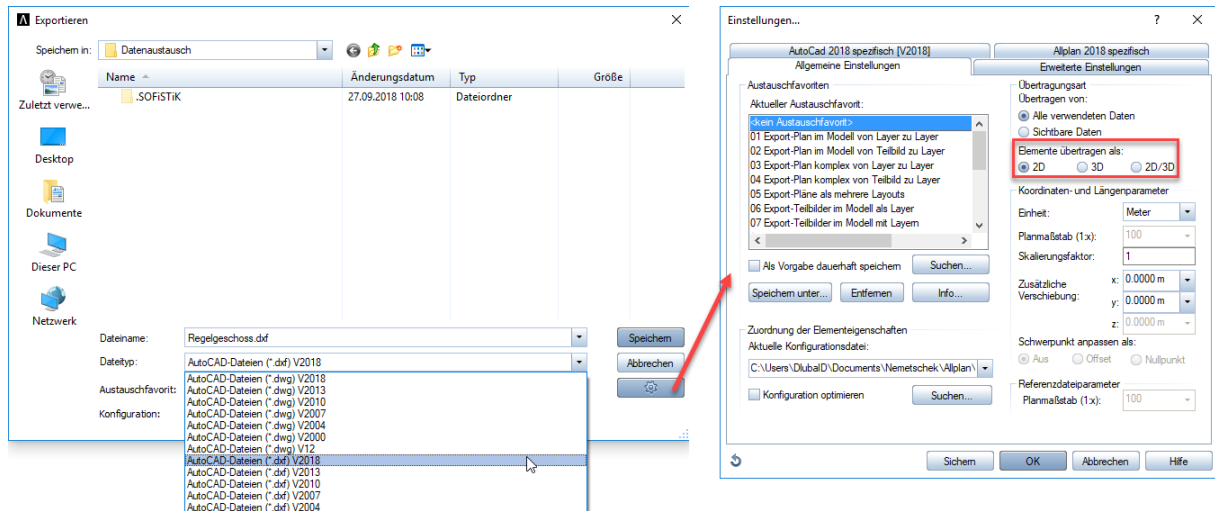 Exportieren
Speichern in:
Datenaustausch
Name
Änderungsdatum
Typ
Größe
.SOFiSTiK
27.09.2018 10:08
Dateiordner
Zuletzt verwe...
Desktop
Dokumente
Dieser PC
Netzwerk
Dateiname:
Regelgeschoss.dxf
Speichern
Dateityp:
AutoCAD-Dateien (*.dxf) V2018
Abbrechen
Austauschfavorit:
Konfiguration:
AutoCAD-Dateien (*.dwg) V2018
AutoCAD-Dateien (*.dwg) V2013
AutoCAD-Dateien (*.dwg) V2010
AutoCAD-Dateien (*.dwg) V2007
AutoCAD-Dateien (*.dwg) V2004
AutoCAD-Dateien (*.dwg) V2000
AutoCAD-Dateien (*.dwg) V12
AutoCAD-Dateien (*.dxf) V2018
AutoCAD-Dateien (*.dxf) V2013
AutoCAD-Dateien (*.dxf) V2010
AutoCAD-Dateien (*.dxf) V2007
AutoCAD-Dateien (*.dxf) V2004
Einstellungen...
?
AutoCad 2018 spezifisch [V2018]
Allplan 2018 spezifisch
Allgemeine Einstellungen
Erweiterte Einstellungen
Austauschfavoriten
Aktueller Austauschfavorit:
<kein Austauschfavorit>
01 Export-Plan im Modell von Layer zu Layer
02 Export-Plan im Modell von Teilbild zu Layer
03 Export-Plan komplex von Layer zu Layer
04 Export-Plan komplex von Teilbild zu Layer
05 Export-Pläne als mehrere Layouts
06 Export-Teilbilder im Modell als Layer
07 Export-Teilbilder im Modell mit Layern
Als Vorgabe dauerhaft speichern
Suchen...
Speichern unter...
Entfernen
Info...
Zuordnung der Elementeigenschaften
Aktuelle Konfigurationsdatei:
C:\Users\DlubalD\Documents\Nemetschek\Allplan\
Konfiguration optimieren
Suchen...
Übertragungsart
Übertragen von:
Alle verwendeten Daten
Sichtbare Daten
Elemente übertragen als:
2D
3D
2D/3D
Koordinaten- und Längenparameter
Einheit:
Meter
Planmaßstab (1:x):
100
Skalierungsfaktor:
1
Zusätzliche
Verschiebung:
x: 0.0000 m
y: 0.0000 m
z: 0.0000 m
Schwerpunkt anpassen als:
Aus
Offset
Nullpunkt
Referenzdateiparameter
Planmaßstab (1:x):
100
Sichern
OK
Abbrechen
Hilfe